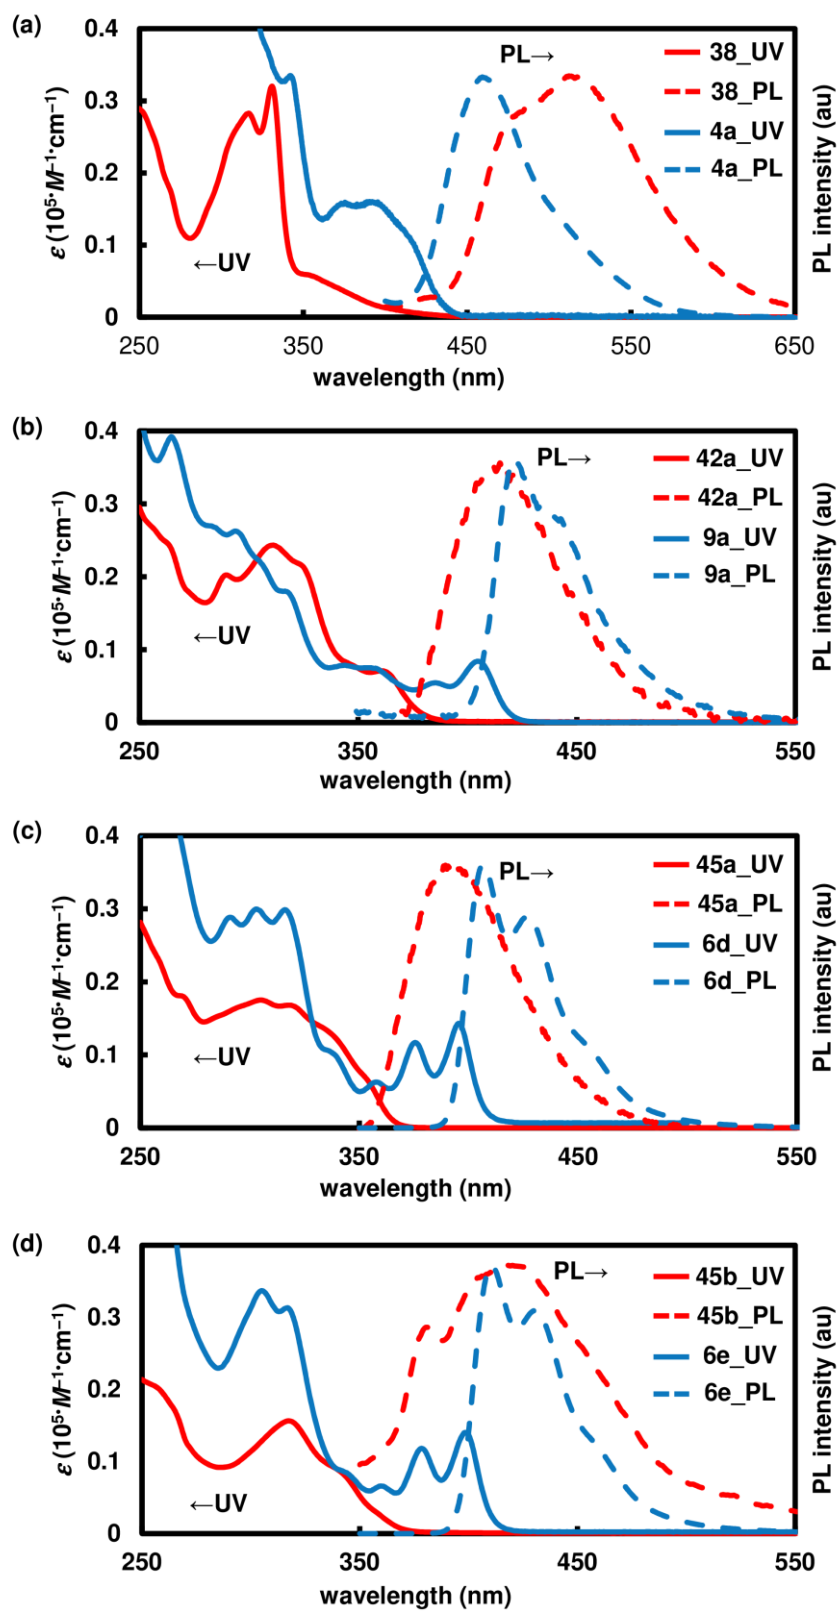 (a)
0.4
0.3
0.2
0.1
0
ε (10⁵·M⁻¹·cm⁻¹)
PL→
←UV
38_UV
38_PL
4a_UV
4a_PL
PL intensity (au)
250 350 450 550 650
wavelength (nm)
(b)
0.4
0.3
0.2
0.1
0
ε (10⁵·M⁻¹·cm⁻¹)
PL→
←UV
42a_UV
42a_PL
9a_UV
9a_PL
PL intensity (au)
250 350 450 550
wavelength (nm)
(c)
0.4
0.3
0.2
0.1
0
ε (10⁵·M⁻¹·cm⁻¹)
PL→
←UV
45a_UV
45a_PL
6d_UV
6d_PL
PL intensity (au)
250 350 450 550
wavelength (nm)
(d)
0.4
0.3
0.2
0.1
0
ε (10⁵·M⁻¹·cm⁻¹)
PL→
←UV
45b_UV
45b_PL
6e_UV
6e_PL
PL intensity (au)
250 350 450 550
wavelength (nm)